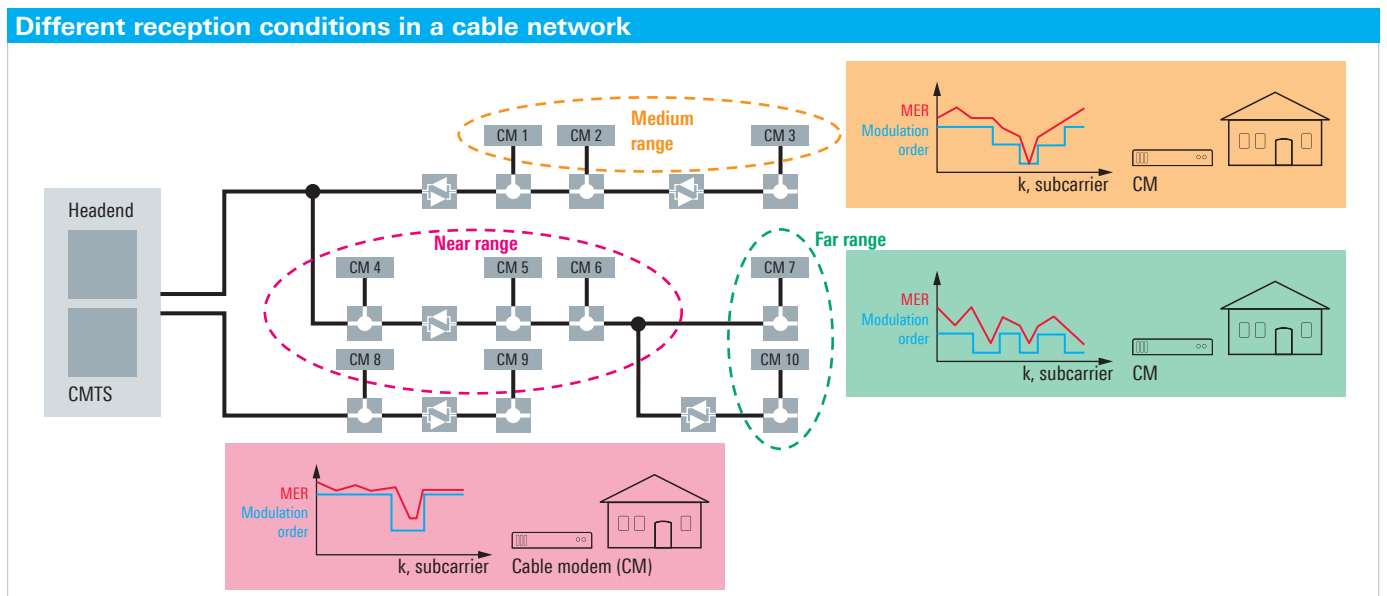 Different reception conditions in a cable network
Medium
range
CM 1
CM 2
CM 3
MER
Modulation
order
k, subcarrier
CM
Headend
CMTS
Near range
CM 4
CM 5
CM 6
Far range
CM 7
CM 8
CM 9
CM 10
MER
Modulation
order
k, subcarrier
CM
MER
Modulation
order
k, subcarrier
Cable modem (CM)